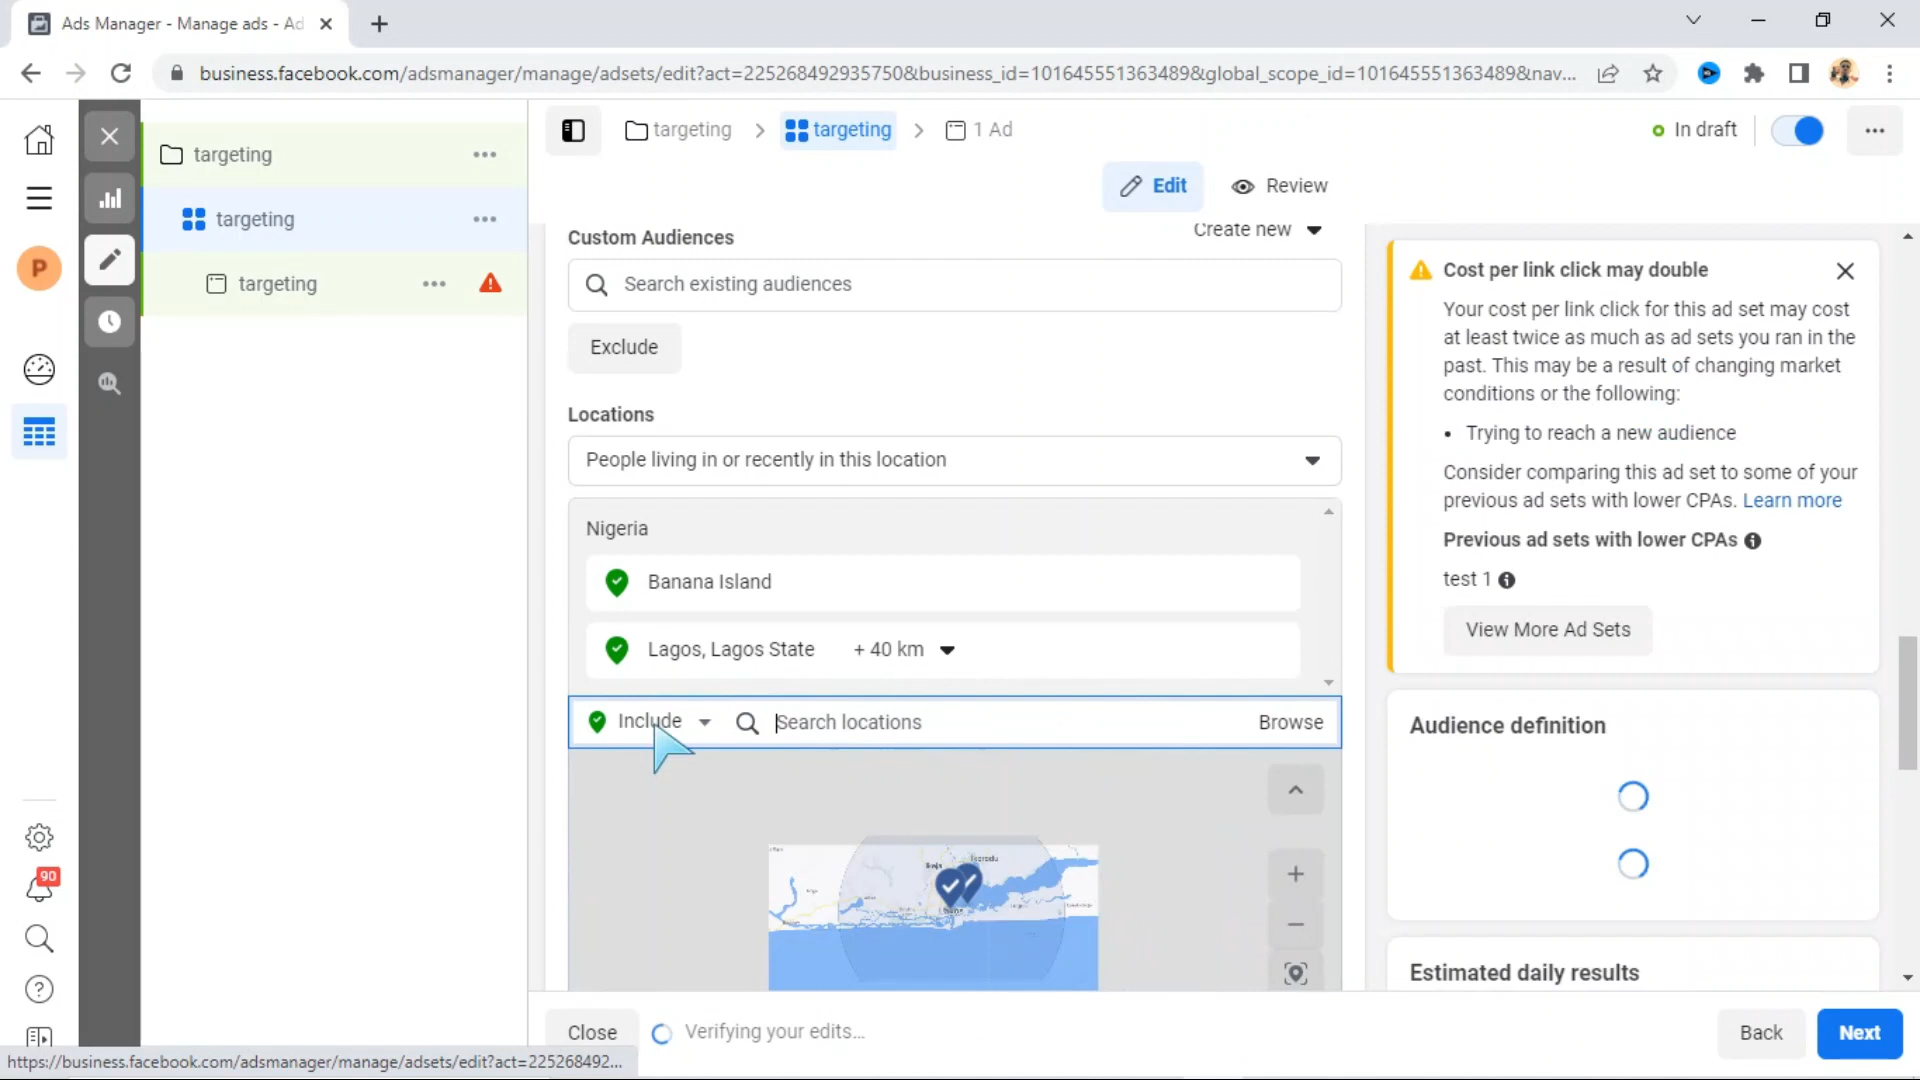 Ads Manager - Manage ads - Ad
business.facebook.com/adsmanager/manage/adsets/edit?act=225268492935750&business_id=101645551363489&global_scope_id=101645551363489&nav...
targeting
targeting
1 Ad
In draft
Edit
Review
P
targeting
targeting
targeting
90
Custom Audiences
Create new
Search existing audiences
Exclude
Locations
People living in or recently in this location
Nigeria
Banana Island
Lagos, Lagos State + 40 km
Include
Search locations
Browse
Ikeja
Ikorodu
Cost per link click may double
Your cost per link click for this ad set may cost
at least twice as much as ad sets you ran in the
past. This may be a result of changing market
conditions or the following:
• Trying to reach a new audience
Consider comparing this ad set to some of your
previous ad sets with lower CPAs. Learn more
Previous ad sets with lower CPAs
test 1
View More Ad Sets
Audience definition
Estimated daily results
Close
Verifying your edits...
Back
Next
https://business.facebook.com/adsmanager/manage/adsets/edit?act=225268492...